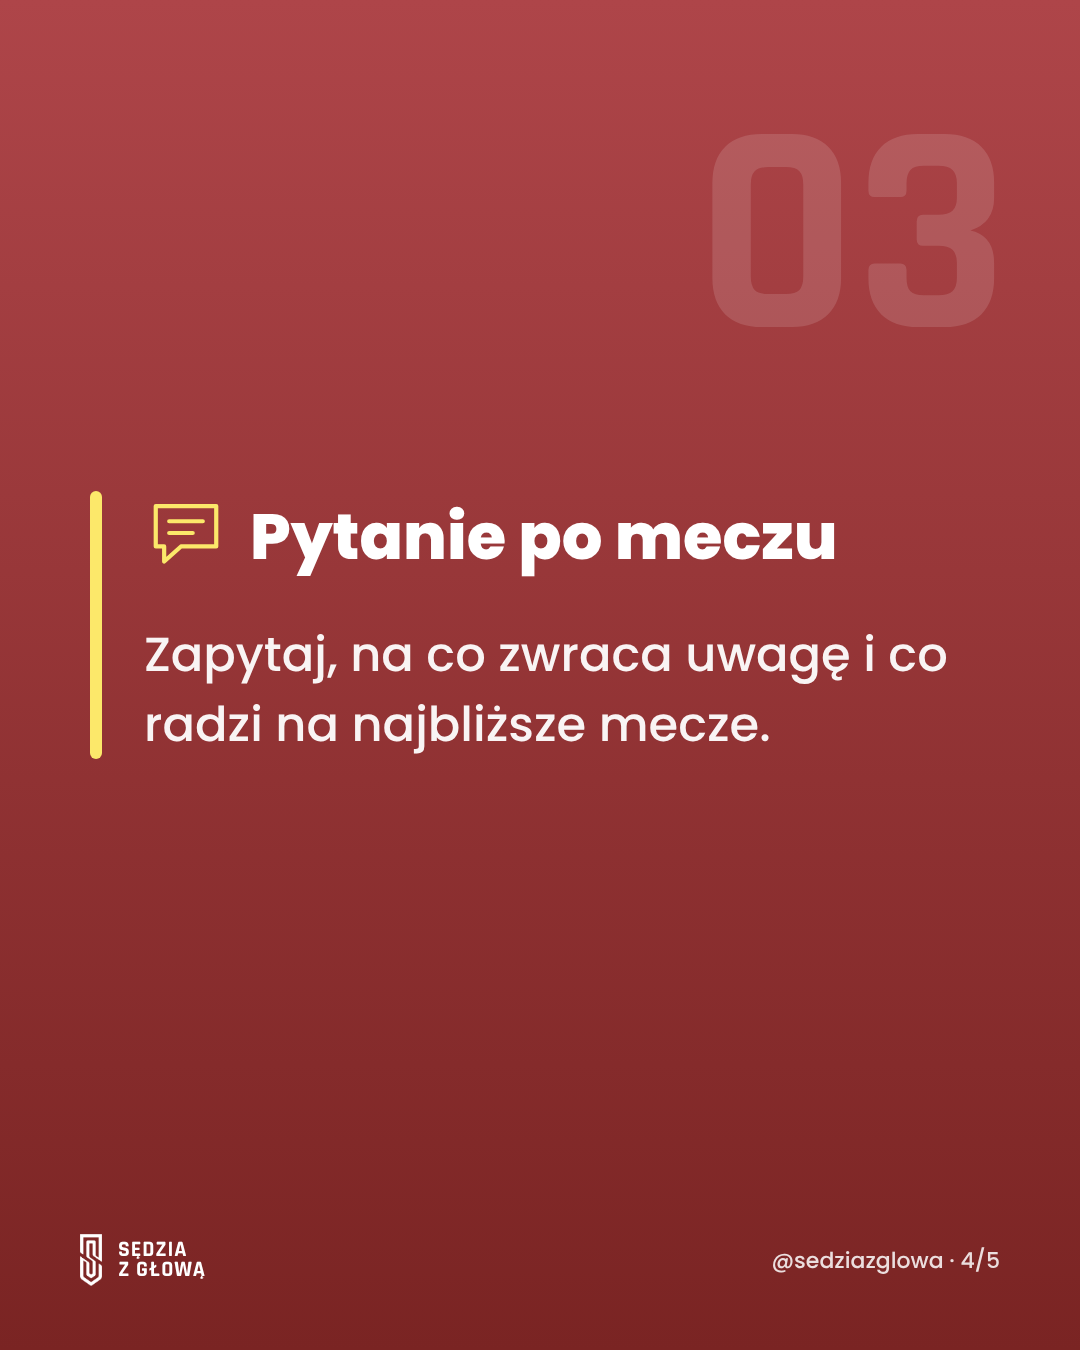 03
Pytanie po meczu
Zapytaj, na co zwraca uwagę i co
radzi na najbliższe mecze.
SĘDZIA
Z GŁOWĄ
@sedziazglowa · 4/5